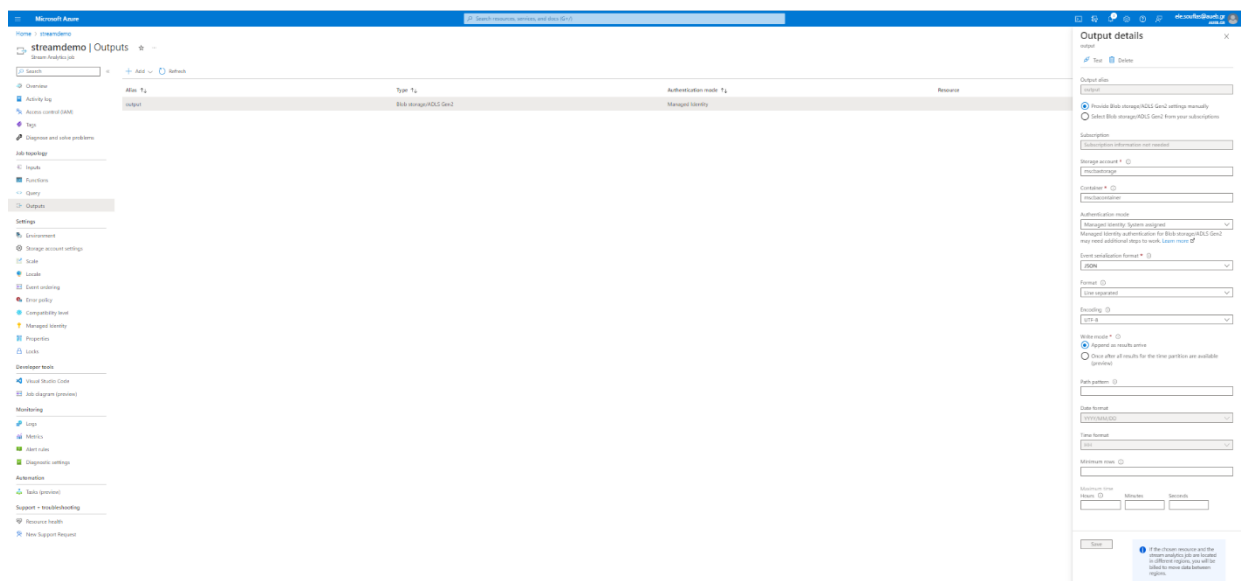 Microsoft Azure
Search resources, services, and docs (G+/)
Home > streamdemo
streamdemo | Outputs
Stream Analytics job
Search
Add
Refresh
Overview
Activity log
Access control (IAM)
Tags
Diagnose and solve problems
Job topology
Inputs
Functions
Query
Outputs
Settings
Environment
Storage account settings
Scale
Locale
Event ordering
Error policy
Compatibility level
Managed Identity
Properties
Locks
Developer tools
Visual Studio Code
Job diagram (preview)
Monitoring
Logs
Metrics
Alert rules
Diagnostic settings
Automation
Tasks (preview)
Support + troubleshooting
Resource health
New Support Request
Alias Type Authentication mode Resource
output Blob storage/ADLS Gen2 Managed Identity
Output details
output
Test Delete
Output alias
output
Provide Blob storage/ADLS Gen2 settings manually
Select Blob storage/ADLS Gen2 from your subscriptions
Subscription
Subscription information not needed
Storage account *
mscbastorage
Container *
mscbacontainer
Authentication mode
Managed Identity: System assigned
Managed Identity authentication for Blob storage/ADLS Gen2
may need additional steps to work. Learn more
Event serialization format *
JSON
Format
Line separated
Encoding
UTF-8
Write mode *
Append as results arrive
Once after all results for the time partition are available
(preview)
Path pattern
Date format
YYYY/MM/DD
Time format
HH
Minimum rows
Maximum time
Hours Minutes Seconds
Save
If the chosen resource and the
stream analytics job are located
in different regions, you will be
billed to move data between
regions.